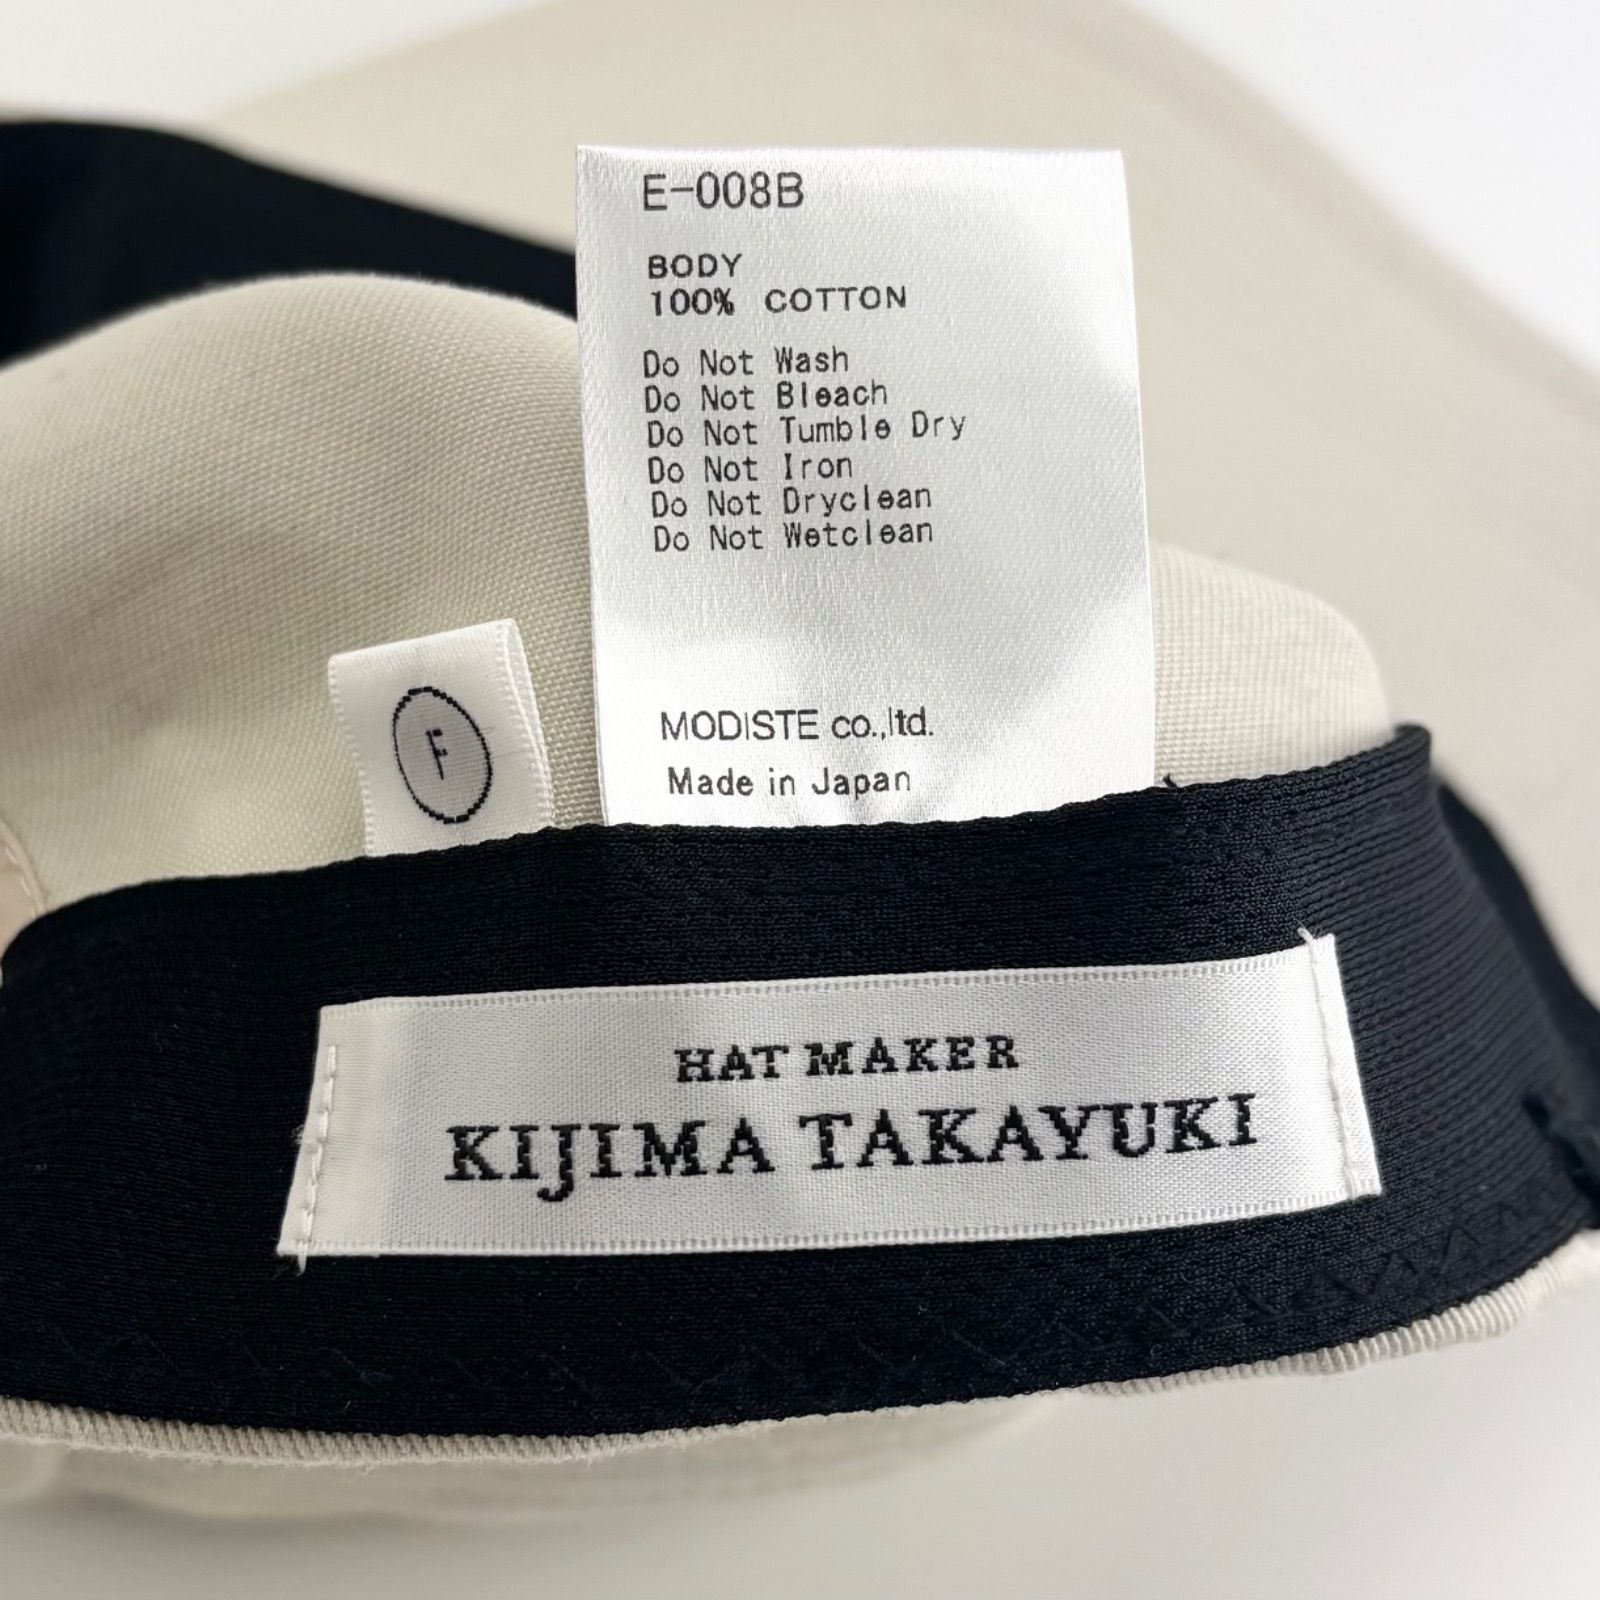 E-008B
BODY
100% COTTON
Do Not Wash
Do Not Bleach
Do Not Tumble Dry
Do Not Iron
Do Not Dryclean
Do Not Wetclean
MODISTE co.,ltd.
Made in Japan
F
HAT MAKER
KIJIMA TAKAYUKI